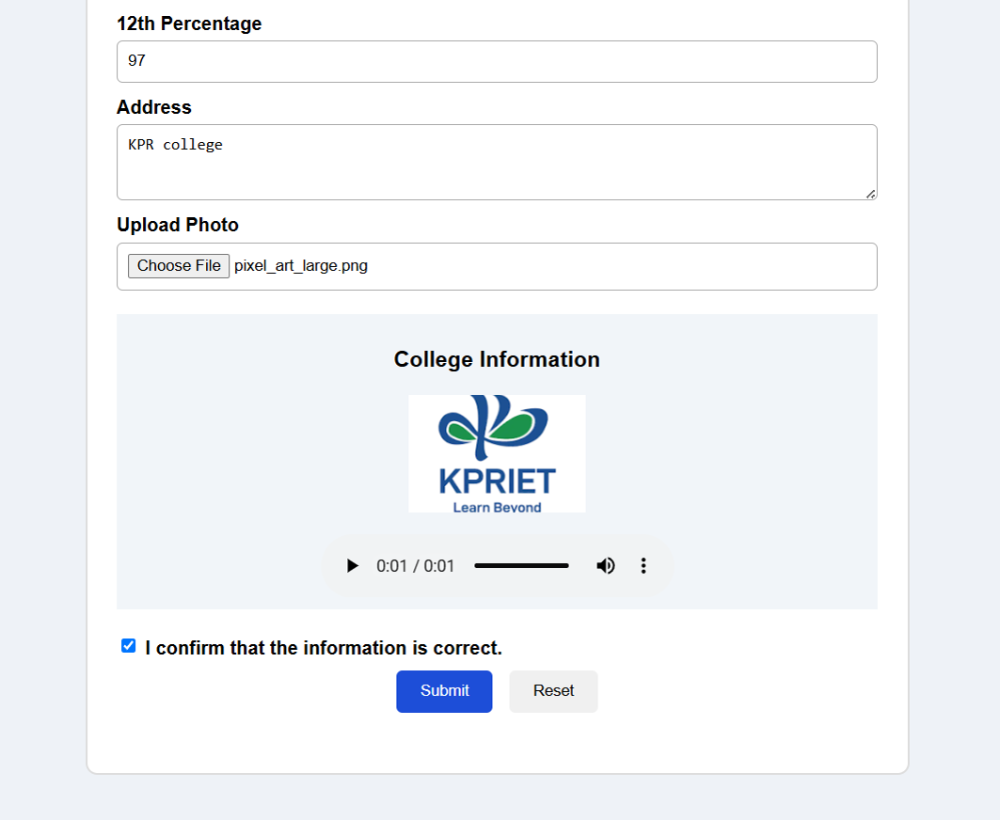 12th Percentage
97
Address
KPR college
Upload Photo
Choose File pixel_art_large.png
College Information
KPRIET
Learn Beyond
0:01 / 0:01
I confirm that the information is correct.
Submit Reset